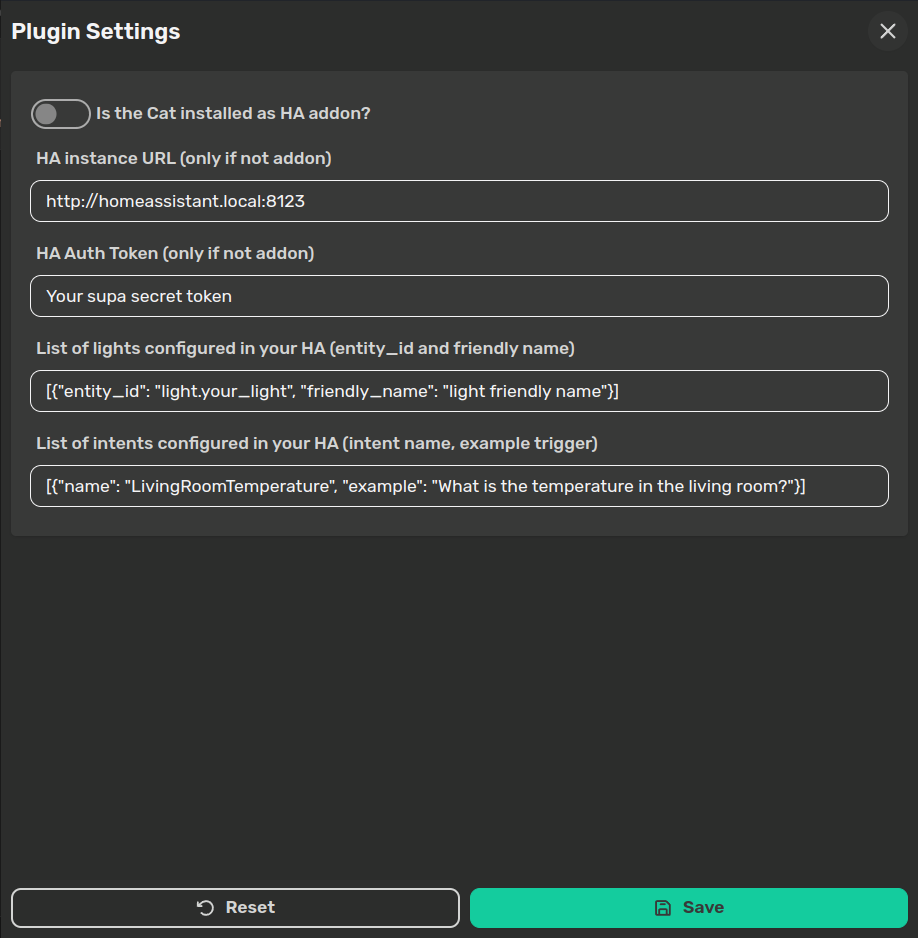 Plugin Settings
Is the Cat installed as HA addon?
HA instance URL (only if not addon)
http://homeassistant.local:8123
HA Auth Token (only if not addon)
Your supa secret token
List of lights configured in your HA (entity_id and friendly name)
[{"entity_id": "light.your_light", "friendly_name": "light friendly name"}]
List of intents configured in your HA (intent name, example trigger)
[{"name": "LivingRoomTemperature", "example": "What is the temperature in the living room?"}]
Reset
Save